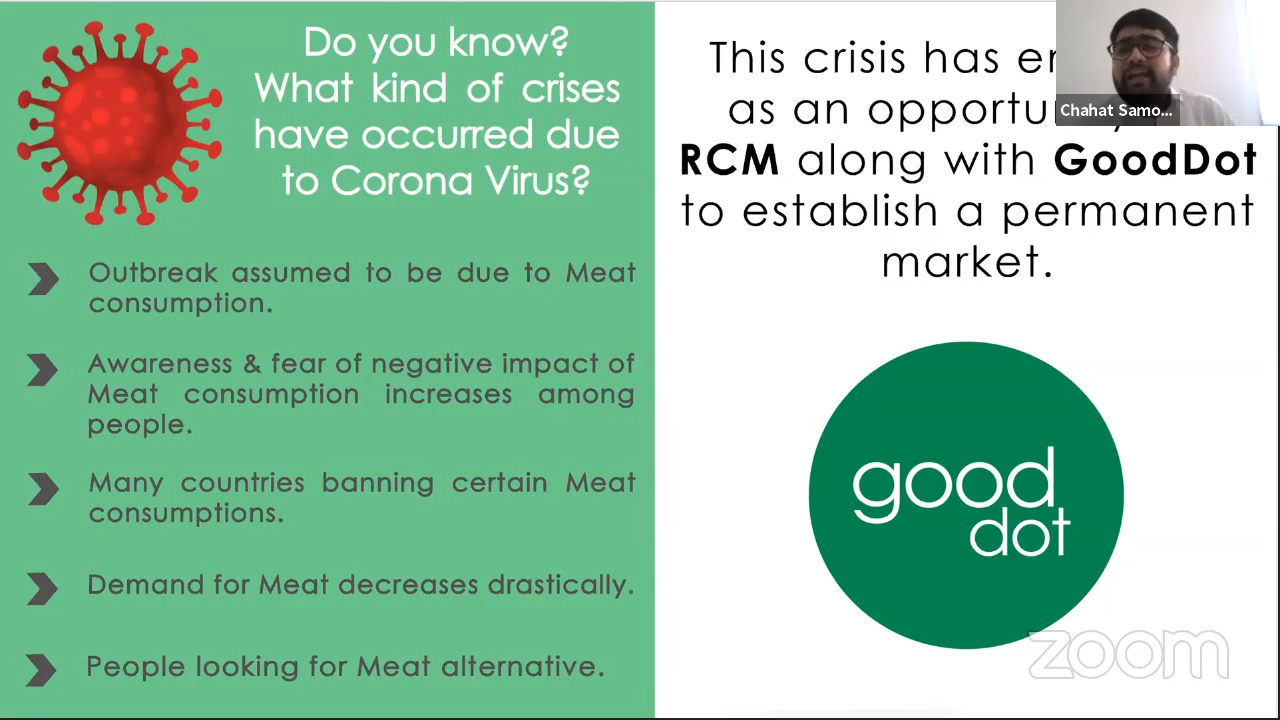 Do you know?
What kind of crises
have occurred due
to Corona Virus?
Outbreak assumed to be due to Meat
consumption.
Awareness & fear of negative impact of
Meat consumption increases among
people.
Many countries banning certain Meat
consumptions.
Demand for Meat decreases drastically.
People looking for Meat alternative.
This crisis has
as an
RCM along with GoodDot
to establish a permanent
market.
good
dot
Chahat Samo...
zoom